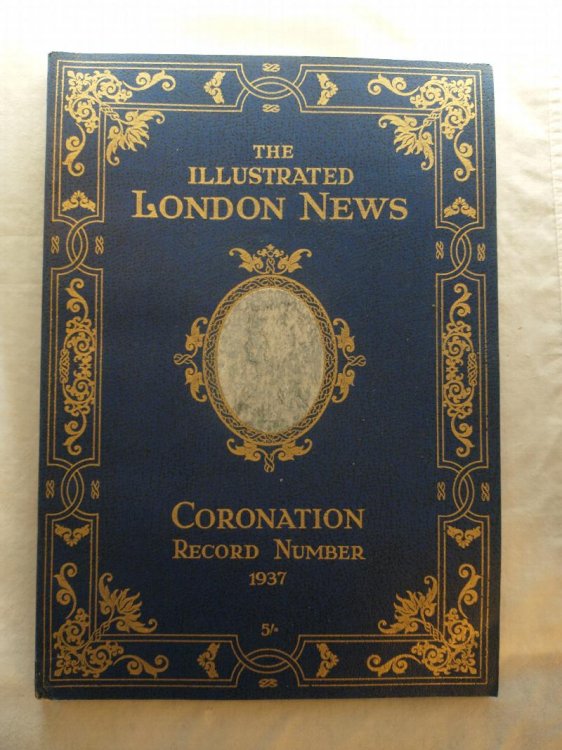 THE
ILLUSTRATED
LONDON NEWS
CORONATION
RECORD NUMBER
1937
5/-